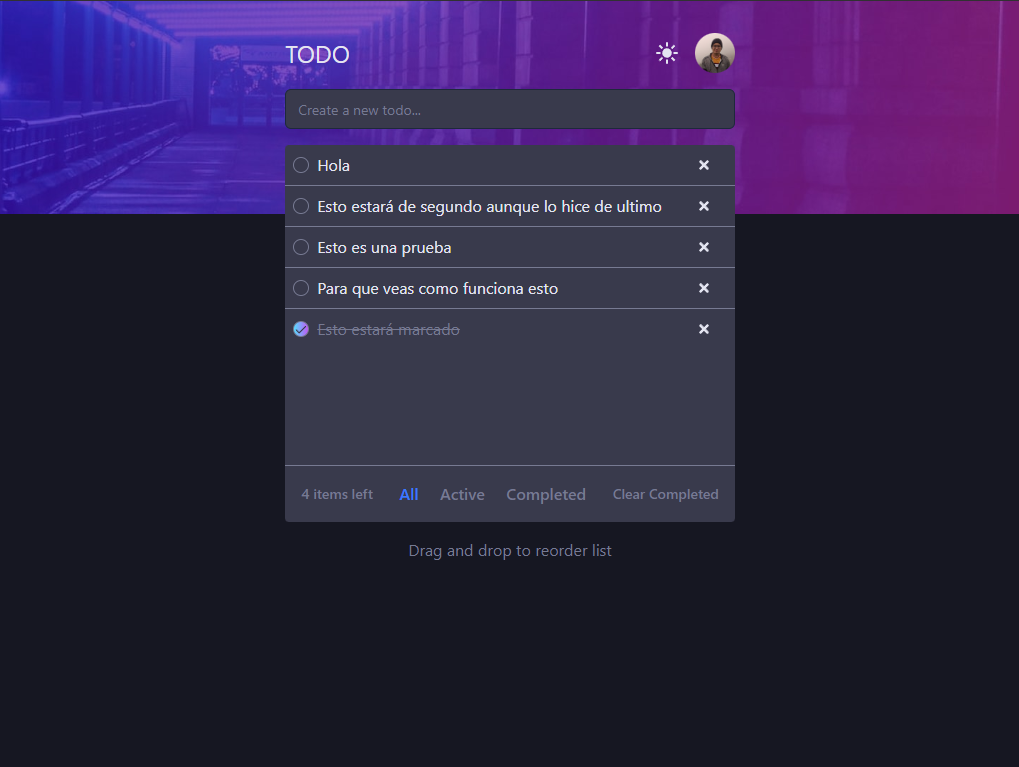 TODO
Create a new todo...
Hola
Esto estará de segundo aunque lo hice de ultimo
Esto es una prueba
Para que veas como funciona esto
Esto estará marcado
4 items left All Active Completed Clear Completed
Drag and drop to reorder list